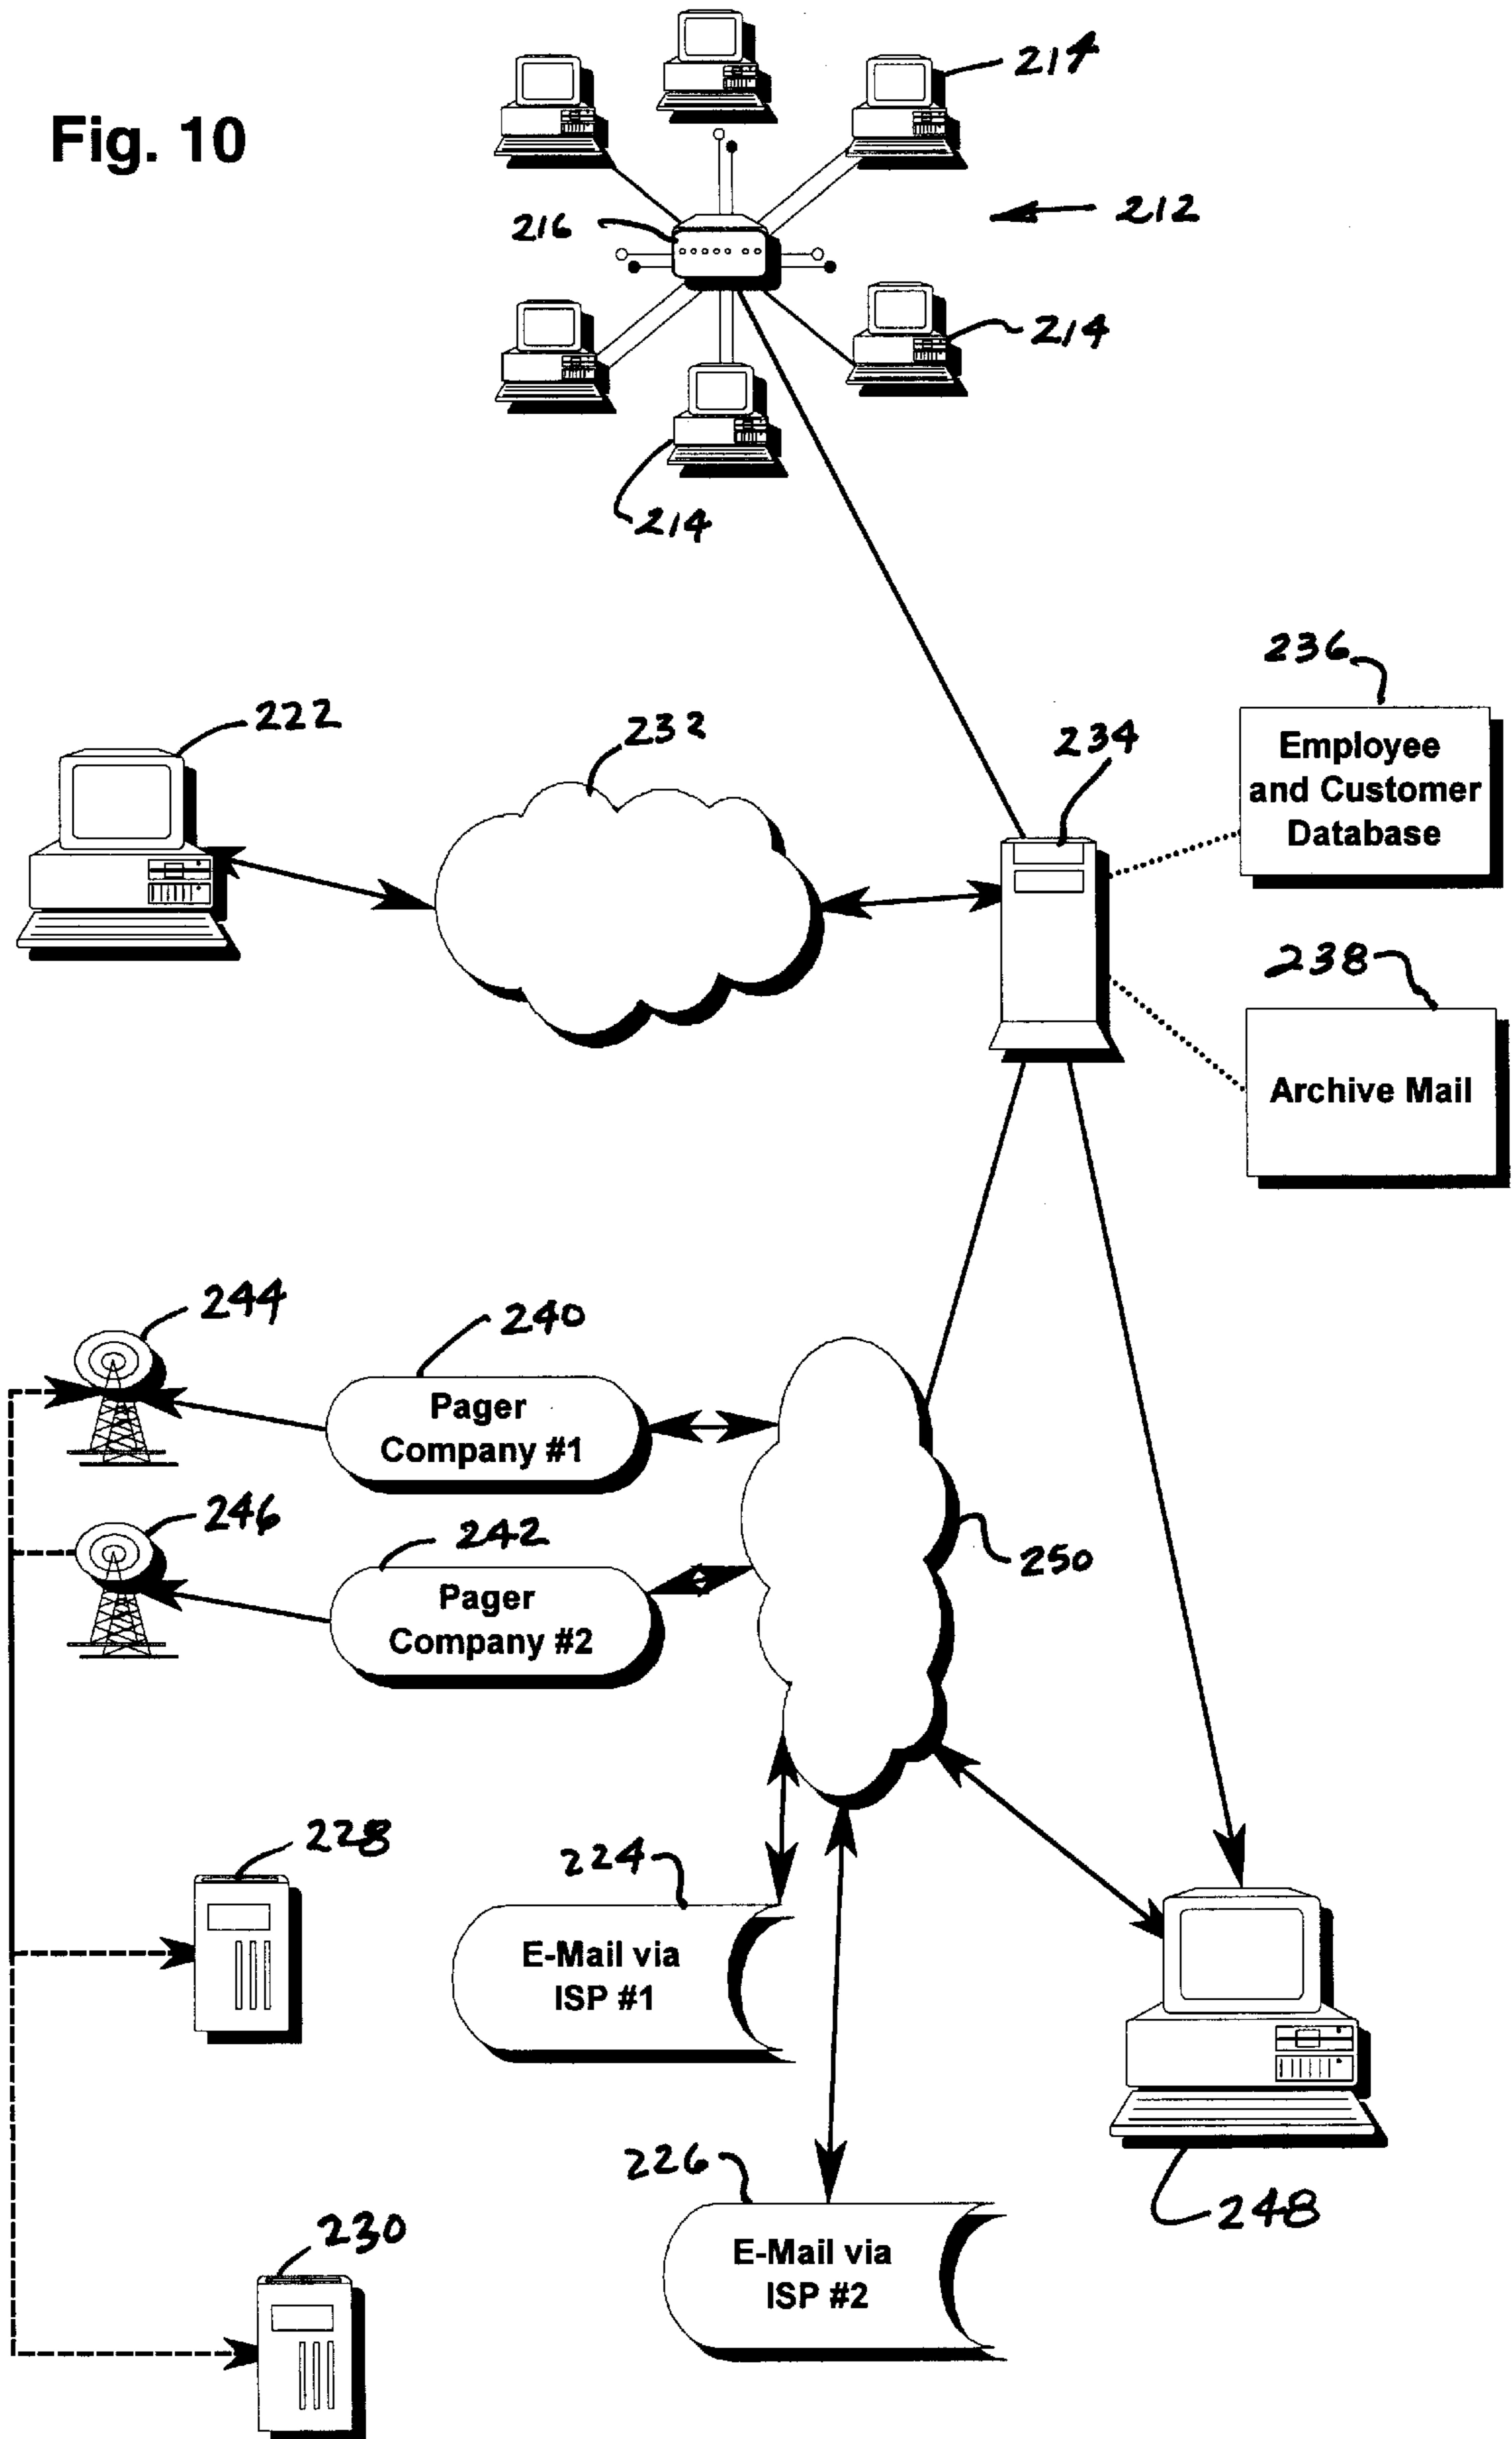 Fig. 10
214
212
216
214
214
236
222
232
234
Employee
and Customer
Database
238
Archive Mail
244
240
Pager
Company #1
246
242
250
Pager
Company #2
228
224
E-Mail via
ISP #1
226
248
230
E-Mail via
ISP #2